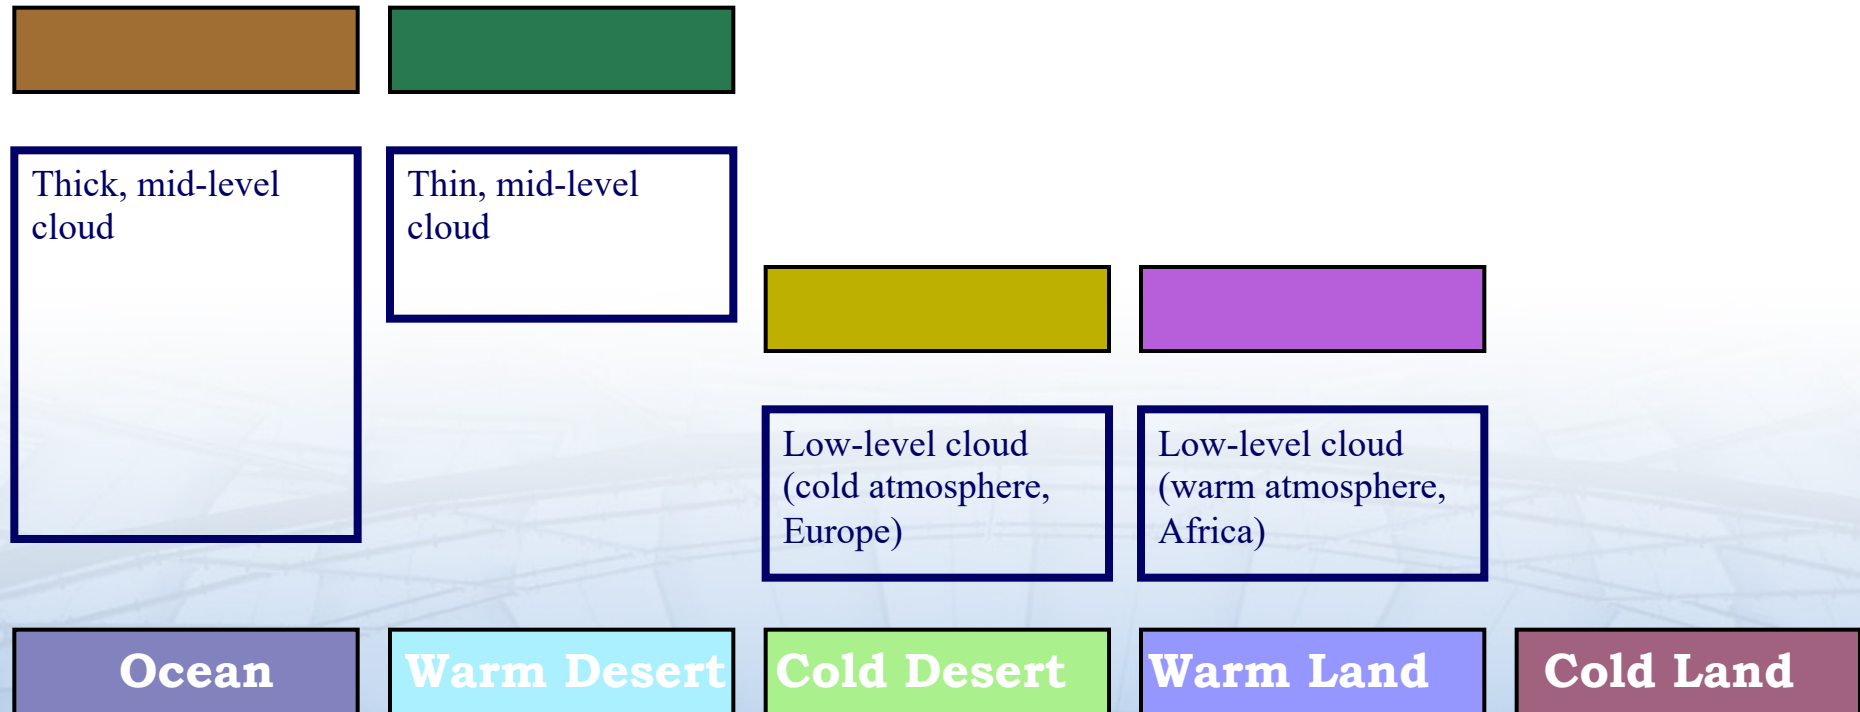 Thick, mid-level
cloud
Thin, mid-level
cloud
Low-level cloud
(cold atmosphere,
Europe)
Low-level cloud
(warm atmosphere,
Africa)
Ocean
Warm Desert
Cold Desert
Warm Land
Cold Land